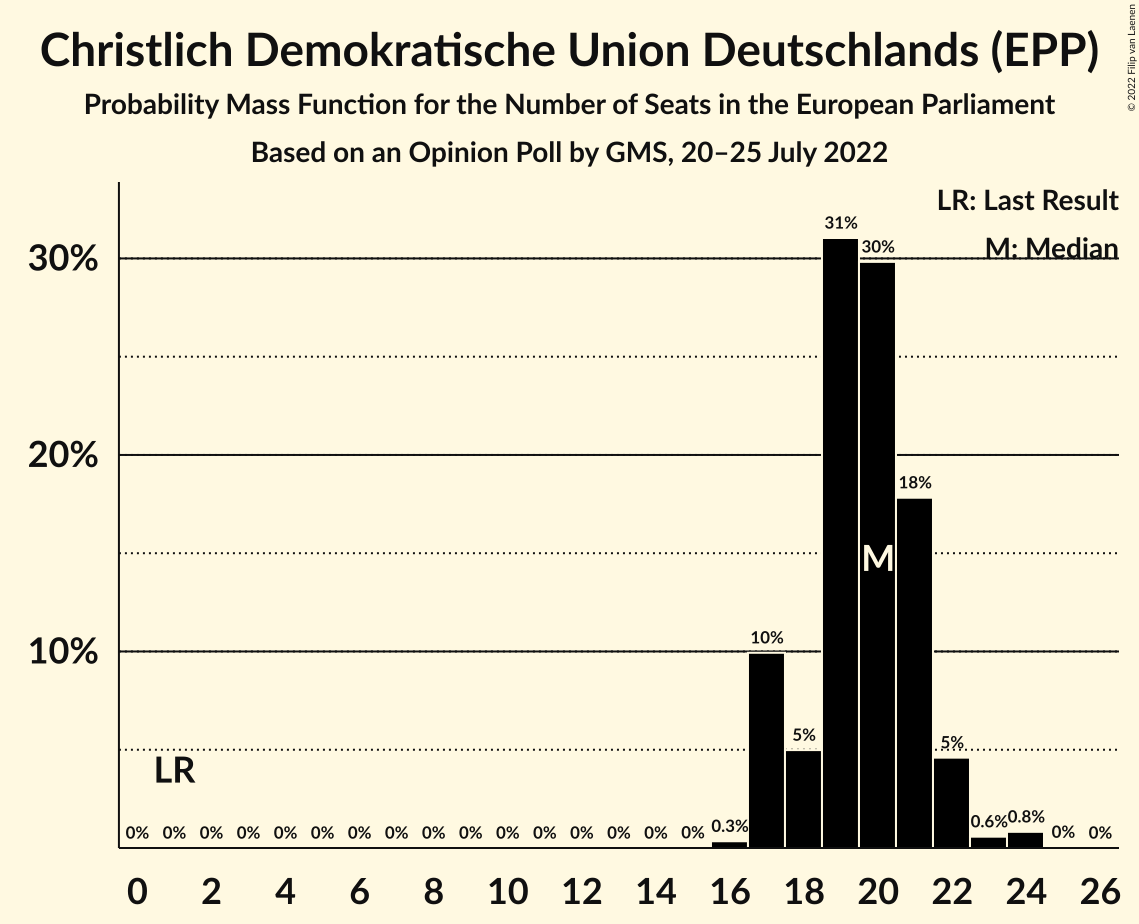 Christlich Demokratische Union Deutschlands (EPP)
Probability Mass Function for the Number of Seats in the European Parliament
Based on an Opinion Poll by GMS, 20–25 July 2022
© 2022 Filip van Laenen
LR: Last Result
M: Median
30%
20%
10%
31%
30%
18%
M
10%
5%
5%
LR
0% 0% 0% 0% 0% 0% 0% 0% 0% 0% 0% 0% 0% 0% 0% 0% 0.3% 0.6% 0.8% 0% 0%
0 2 4 6 8 10 12 14 16 18 20 22 24 26